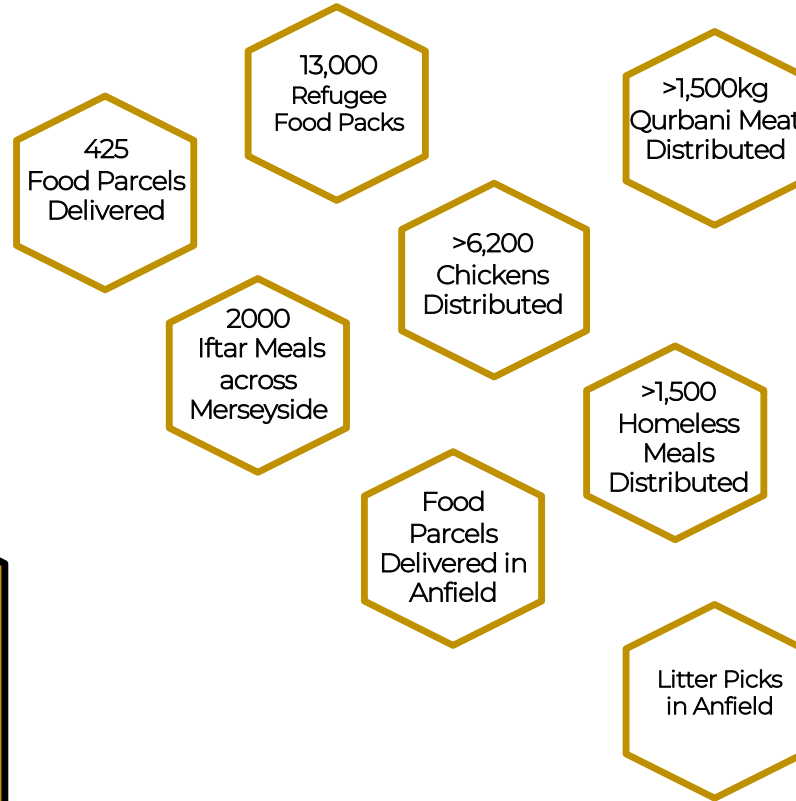 13,000
Refugee
Food Packs
>1,500kg
Qurbani Meat
Distributed
425
Food Parcels
Delivered
>6,200
Chickens
Distributed
2000
Iftar Meals
across
Merseyside
>1,500
Homeless
Meals
Distributed
Food
Parcels
Delivered in
Anfield
Litter Picks
in Anfield